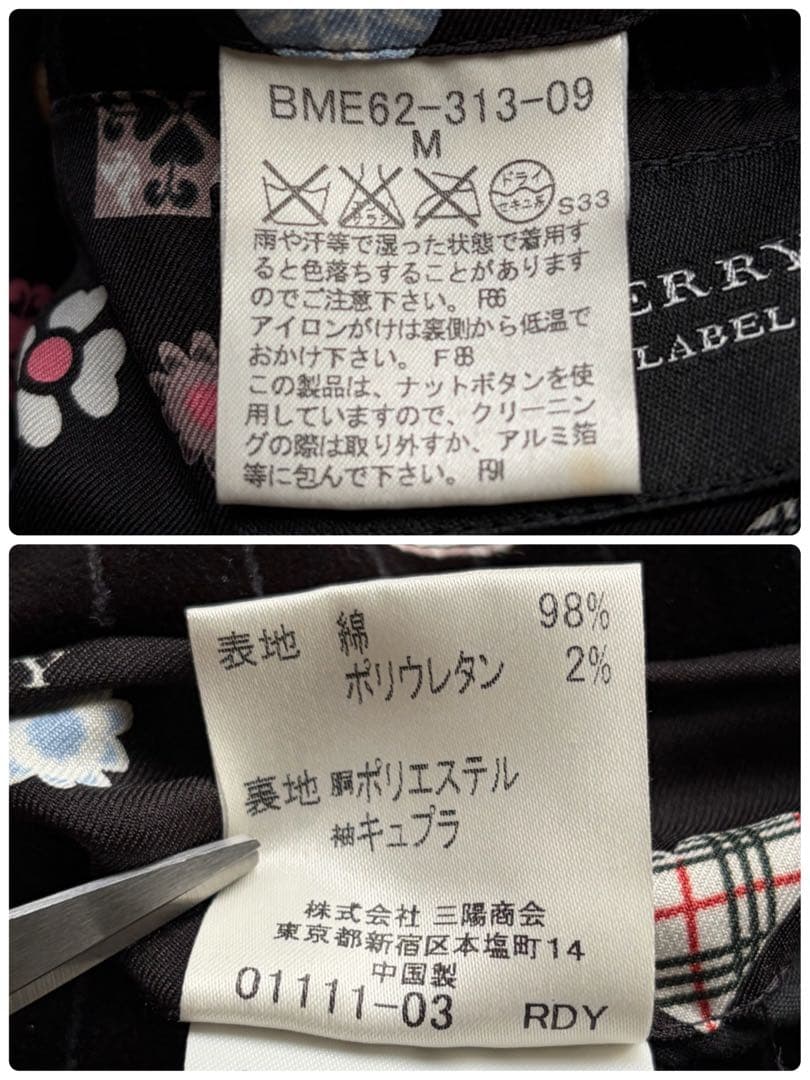 BME62-313-09
M
エンソ
サラシ
ドライ
セキユ系
S33
雨や汗等で湿った状態で着用す
ると色落ちすることがあります
のでご注意下さい。F86
アイロンがけは裏側から低温で
おかけ下さい。F88
この製品は、ナットボタンを使
用していますので、クリーニン
グの際は取り外すか、アルミ箔
等に包んで下さい。F91
ERRY
LABEL
表地 綿 98%
ポリウレタン 2%
Y
裏地 胴ポリエステル
袖キュプラ
株式会社 三陽商会
東京都新宿区本塩町14
中国製
01111-03 RDY